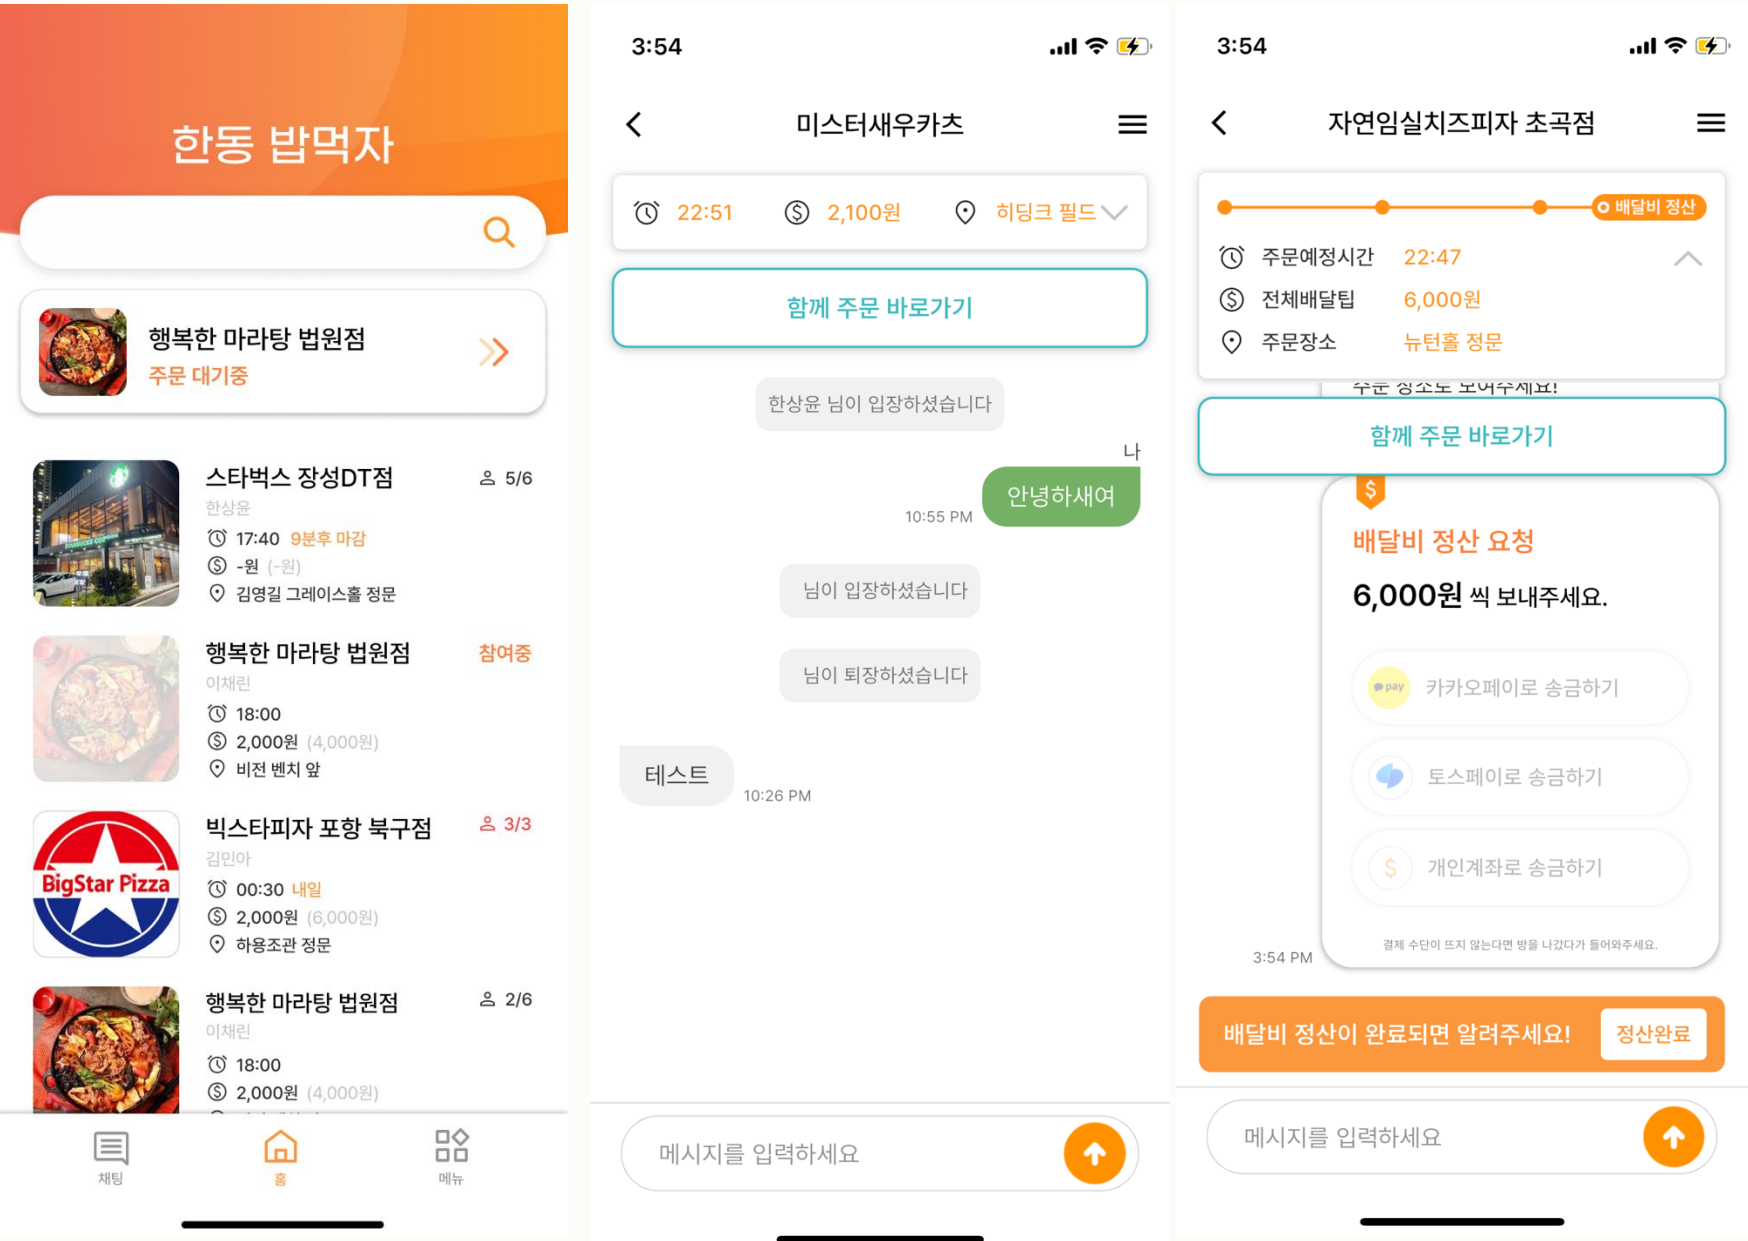 한동 밥먹자
행복한 마라탕 법원점
주문 대기중
스타벅스 장성DT점
5/6
한상윤
17:40 9분후 마감
-원 (-원)
김영길 그레이스홀 정문
행복한 마라탕 법원점
참여중
이채린
18:00
2,000원 (4,000원)
비전 벤치 앞
BigStar Pizza
빅스타피자 포항 북구점
3/3
김민아
00:30 내일
2,000원 (6,000원)
하용조관 정문
행복한 마라탕 법원점
2/6
이채린
18:00
2,000원 (4,000원)
채팅
홈
메뉴
3:54
미스터새우카츠
22:51
2,100원
히딩크 필드
함께 주문 바로가기
한상윤 님이 입장하셨습니다
나
안녕하새여
10:55 PM
님이 입장하셨습니다
님이 퇴장하셨습니다
테스트
10:26 PM
메시지를 입력하세요
3:54
자연임실치즈피자 초곡점
배달비 정산
주문예정시간 22:47
전체배달팁 6,000원
주문장소 뉴턴홀 정문
주문 장소로 모여주세요!
함께 주문 바로가기
배달비 정산 요청
6,000원 씩 보내주세요.
pay
카카오페이로 송금하기
토스페이로 송금하기
개인계좌로 송금하기
결제 수단이 뜨지 않는다면 방을 나갔다가 들어와주세요.
3:54 PM
배달비 정산이 완료되면 알려주세요!
정산완료
메시지를 입력하세요